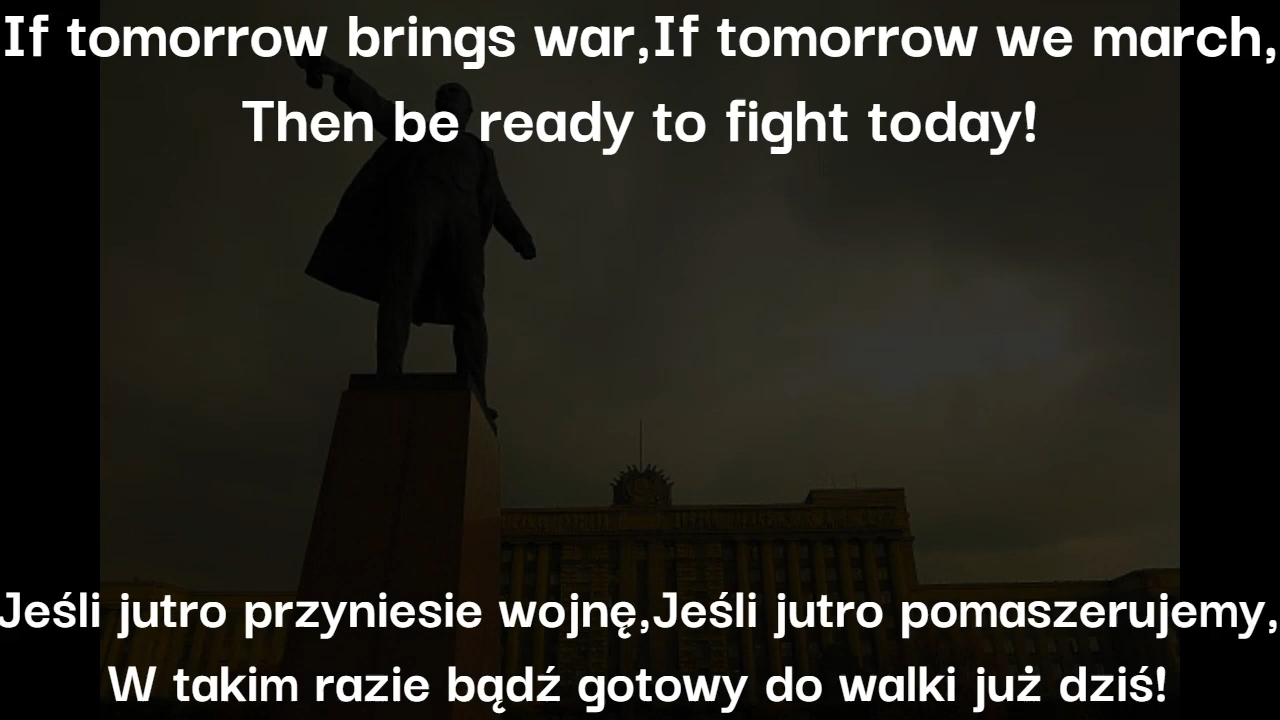 If tomorrow brings war,If tomorrow we march,
Then be ready to fight today!
Jeśli jutro przyniesie wojnę,Jeśli jutro pomaszerujemy,
W takim razie bądź gotowy do walki już dziś!